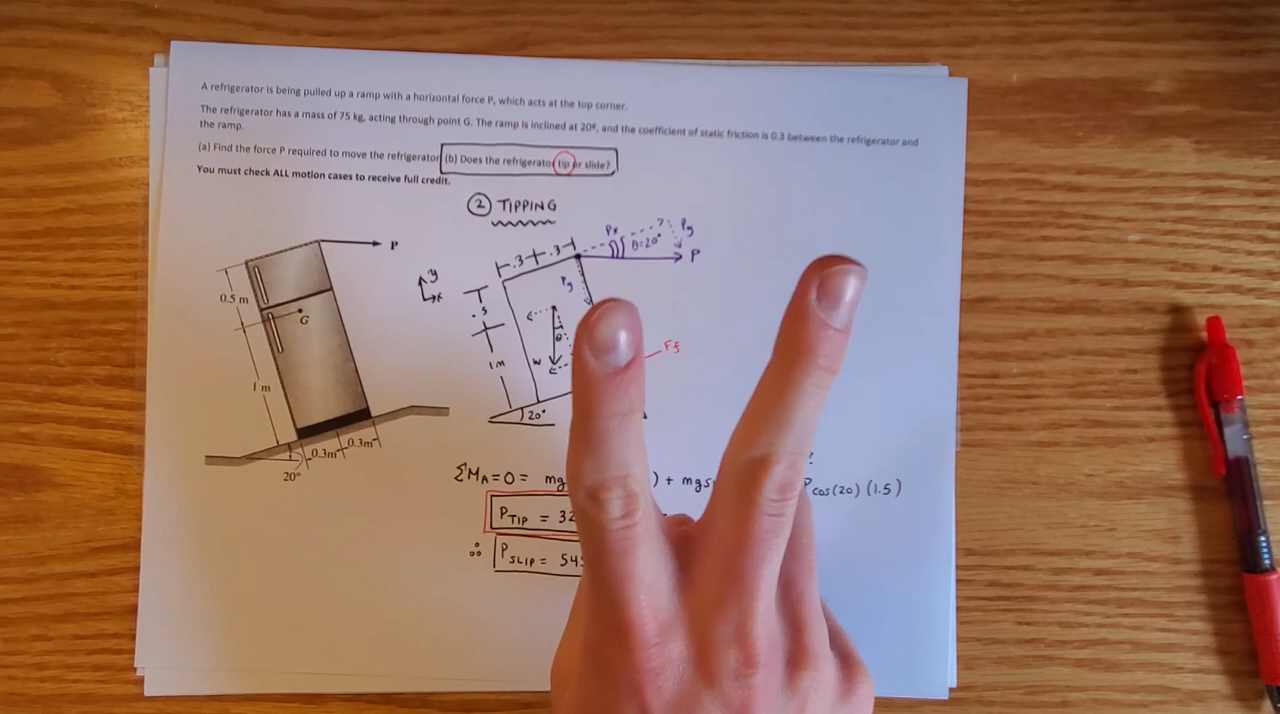 A refrigerator is being pulled up a ramp with a horizontal force P, which acts at the top corner.
The refrigerator has a mass of 75 kg, acting through point G. The ramp is inclined at 20°, and the coefficient of static friction is 0.3 between the refrigerator and
the ramp.
(a) Find the force P required to move the refrigerator (b) Does the refrigerator tip or slide?
You must check ALL motion cases to receive full credit.
② TIPPING
P
0.5 m
G
1 m
20°
0.3m
0.3m
y
x
.3
.3
Px
Py
θ=20°
P
Py
.5
θ
W
1M
Ff
20°
ΣMA=0= mg ) + mgs cos(20) (1.5)
PTIP = 32
∴ PSLIP = 54